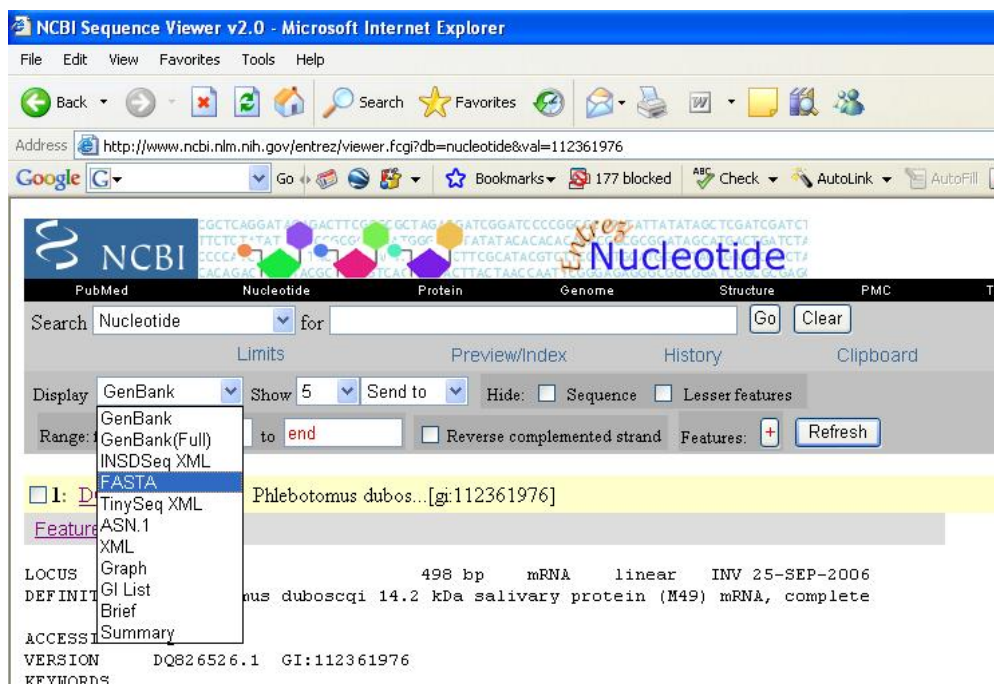 NCBI Sequence Viewer v2.0 - Microsoft Internet Explorer
File Edit View Favorites Tools Help
Back Search Favorites
Address http://www.ncbi.nlm.nih.gov/entrez/viewer.fcgi?db=nucleotide&val=112361976
Google G Go Bookmarks 177 blocked ABC Check AutoLink AutoFill
NCBI Entrez Nucleotide
PubMed Nucleotide Protein Genome Structure PMC T
Search Nucleotide for Go Clear
Limits Preview/Index History Clipboard
Display GenBank Show 5 Send to Hide: Sequence Lesser features
Range: to end Reverse complemented strand Features: + Refresh
GenBank
GenBank(Full)
INSDSeq XML
FASTA
TinySeq XML
ASN.1
XML
Graph
GI List
Brief
Summary
1: D Phlebotomus dubos...[gi:112361976]
Feature
LOCUS 498 bp mRNA linear INV 25-SEP-2006
DEFINIT mus duboscqi 14.2 kDa salivary protein (M49) mRNA, complete
ACCESSI
VERSION DQ826526.1 GI:112361976
KEYWORDS